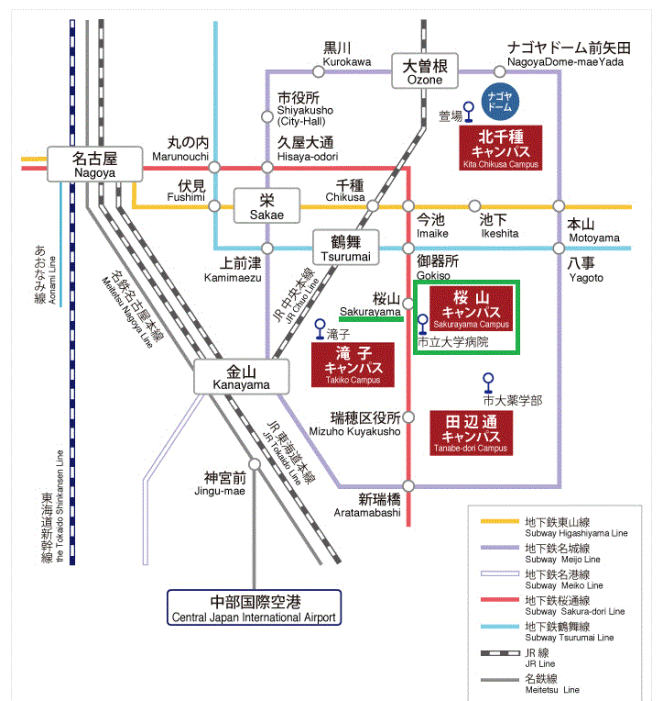 黒川
Kurokawa
大曽根
Ozone
ナゴヤドーム前矢田
NagoyaDome-maeYada
市役所
Shiyakusho
(City-Hall)
萱場
ナゴヤ
ドーム
北千種
キャンパス
Kita Chikusa Campus
名古屋
Nagoya
丸の内
Marunouchi
久屋大通
Hisaya-odori
伏見
Fushimi
栄
Sakae
千種
Chikusa
今池
Imaike
池下
Ikeshita
本山
Motoyama
あおなみ線
Aonami Line
上前津
Kamimaezu
鶴舞
Tsurumai
御器所
Gokiso
八事
Yagoto
名鉄名古屋本線
Meitetsu Nagoya Line
JR 中央本線
JR Chuo Line
桜山
Sakurayama
桜山
キャンパス
Sakurayama Campus
市立大学病院
滝子
滝子
キャンパス
Takiko Campus
金山
Kanayama
市大薬学部
瑞穂区役所
Mizuho Kuyakusho
田辺通
キャンパス
Tanabe-dori Campus
JR 東海道本線
JR Tokaido Line
東海道新幹線
the Tokaido Shinkansen Line
神宮前
Jingu-mae
新瑞橋
Aratamabashi
中部国際空港
Central Japan International Airport
地下鉄東山線
Subway Higashiyama Line
地下鉄名城線
Subway Meijo Line
地下鉄名港線
Subway Meiko Line
地下鉄桜通線
Subway Sakura-dori Line
地下鉄鶴舞線
Subway Tsurumai Line
JR 線
JR Line
名鉄線
Meitetsu Line